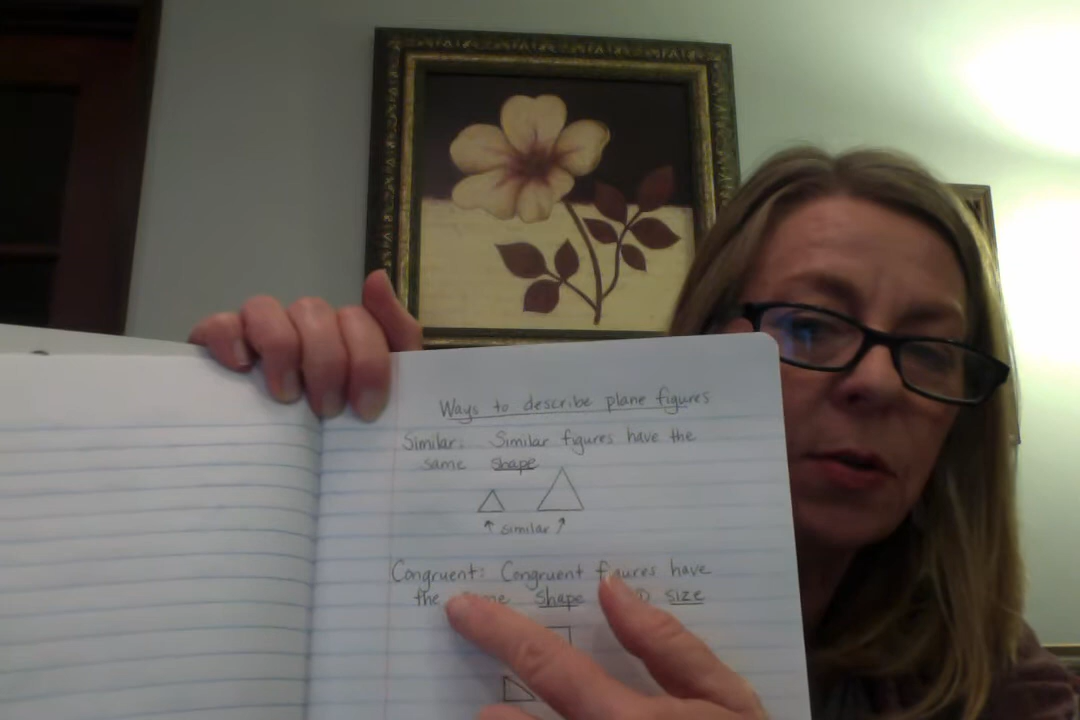 Ways to describe plane figures
Similar: Similar figures have the
same shape
↑ similar ↑
Congruent: Congruent figures have
the shape size